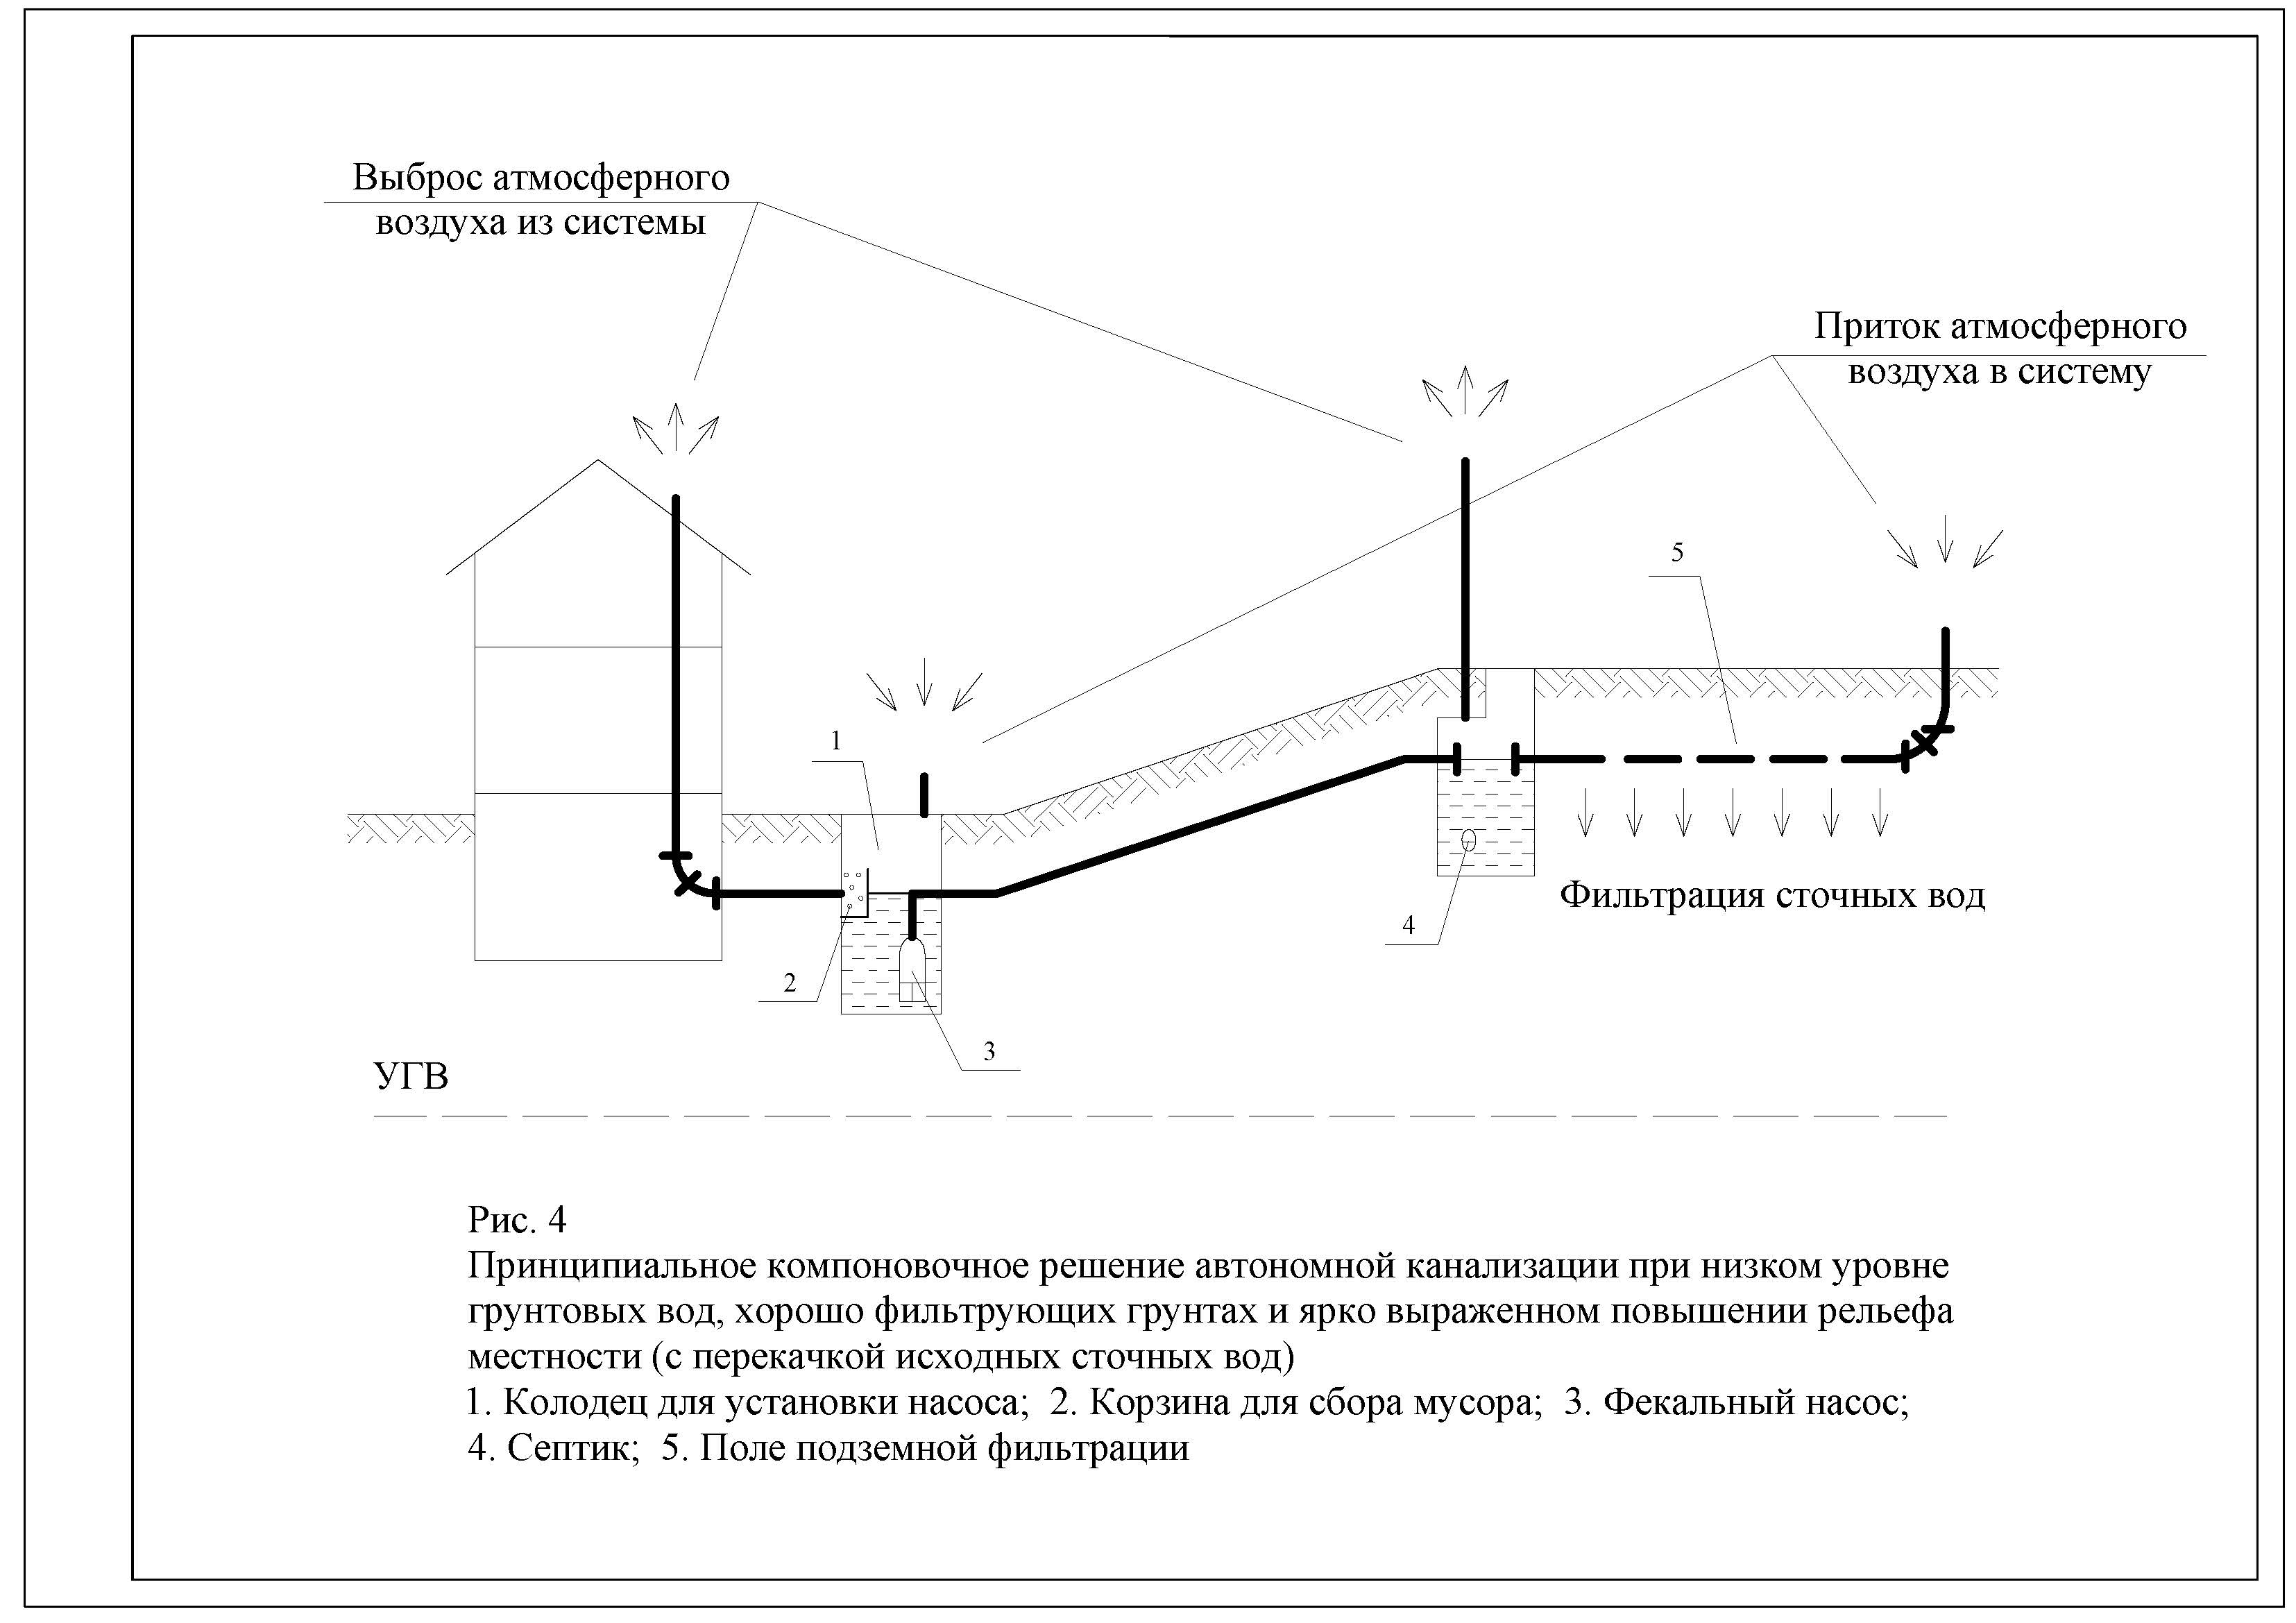 Выброс атмосферного
воздуха из системы
Приток атмосферного
воздуха в систему
5
1
4
Фильтрация сточных вод
2
3
УГВ
Рис. 4
Принципиальное компоновочное решение автономной канализации при низком уровне
грунтовых вод, хорошо фильтрующих грунтах и ярко выраженном повышении рельефа
местности (с перекачкой исходных сточных вод)
1. Колодец для установки насоса; 2. Корзина для сбора мусора; 3. Фекальный насос;
4. Септик; 5. Поле подземной фильтрации